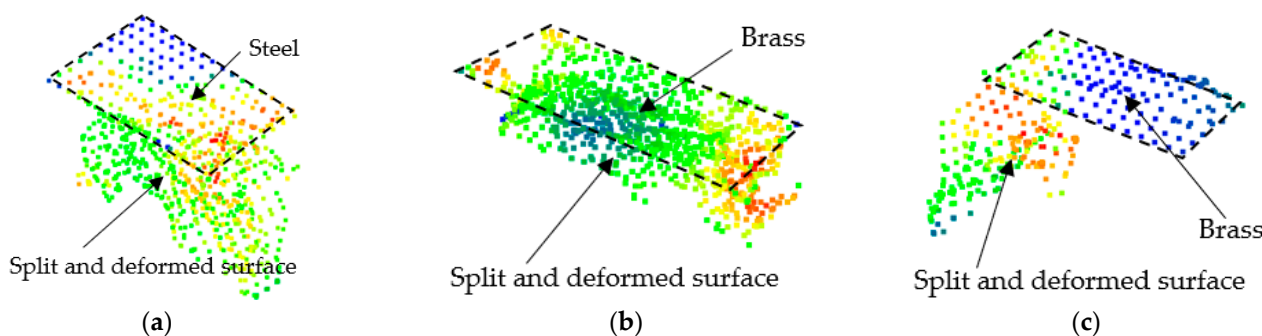 Steel
Split and deformed surface
(a)
Brass
Split and deformed surface
(b)
Brass
Split and deformed surface
(c)